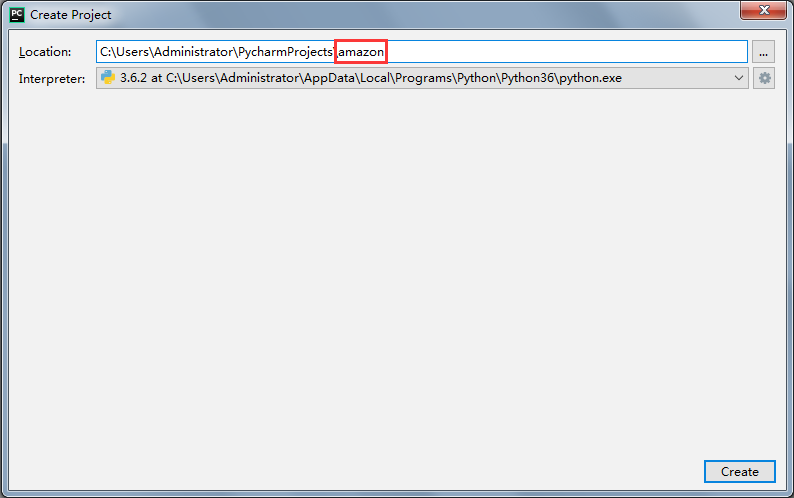 PC Create Project
Location: C:\Users\Administrator\PycharmProjects\amazon ...
Interpreter: 3.6.2 at C:\Users\Administrator\AppData\Local\Programs\Python\Python36\python.exe
Create